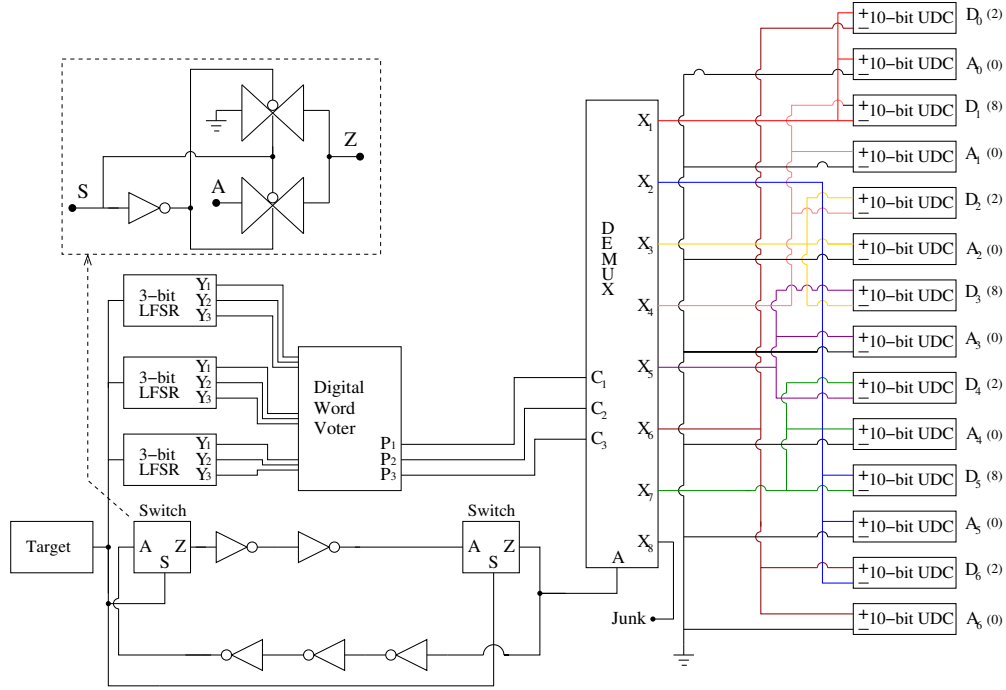 S
A
Z
3-bit
LFSR
Y1
Y2
Y3
3-bit
LFSR
Y1
Y2
Y3
3-bit
LFSR
Y1
Y2
Y3
Digital
Word
Voter
P1
P2
P3
Target
Switch
A
Z
S
Switch
A
Z
S
DEMUX
C1
C2
C3
A
X1
X2
X3
X4
X5
X6
X7
X8
Junk
+
− 10−bit UDC D0 (2)
+
− 10−bit UDC A0 (0)
+
− 10−bit UDC D1 (8)
+
− 10−bit UDC A1 (0)
+
− 10−bit UDC D2 (2)
+
− 10−bit UDC A2 (0)
+
− 10−bit UDC D3 (8)
+
− 10−bit UDC A3 (0)
+
− 10−bit UDC D4 (2)
+
− 10−bit UDC A4 (0)
+
− 10−bit UDC D5 (8)
+
− 10−bit UDC A5 (0)
+
− 10−bit UDC D6 (2)
+
− 10−bit UDC A6 (0)